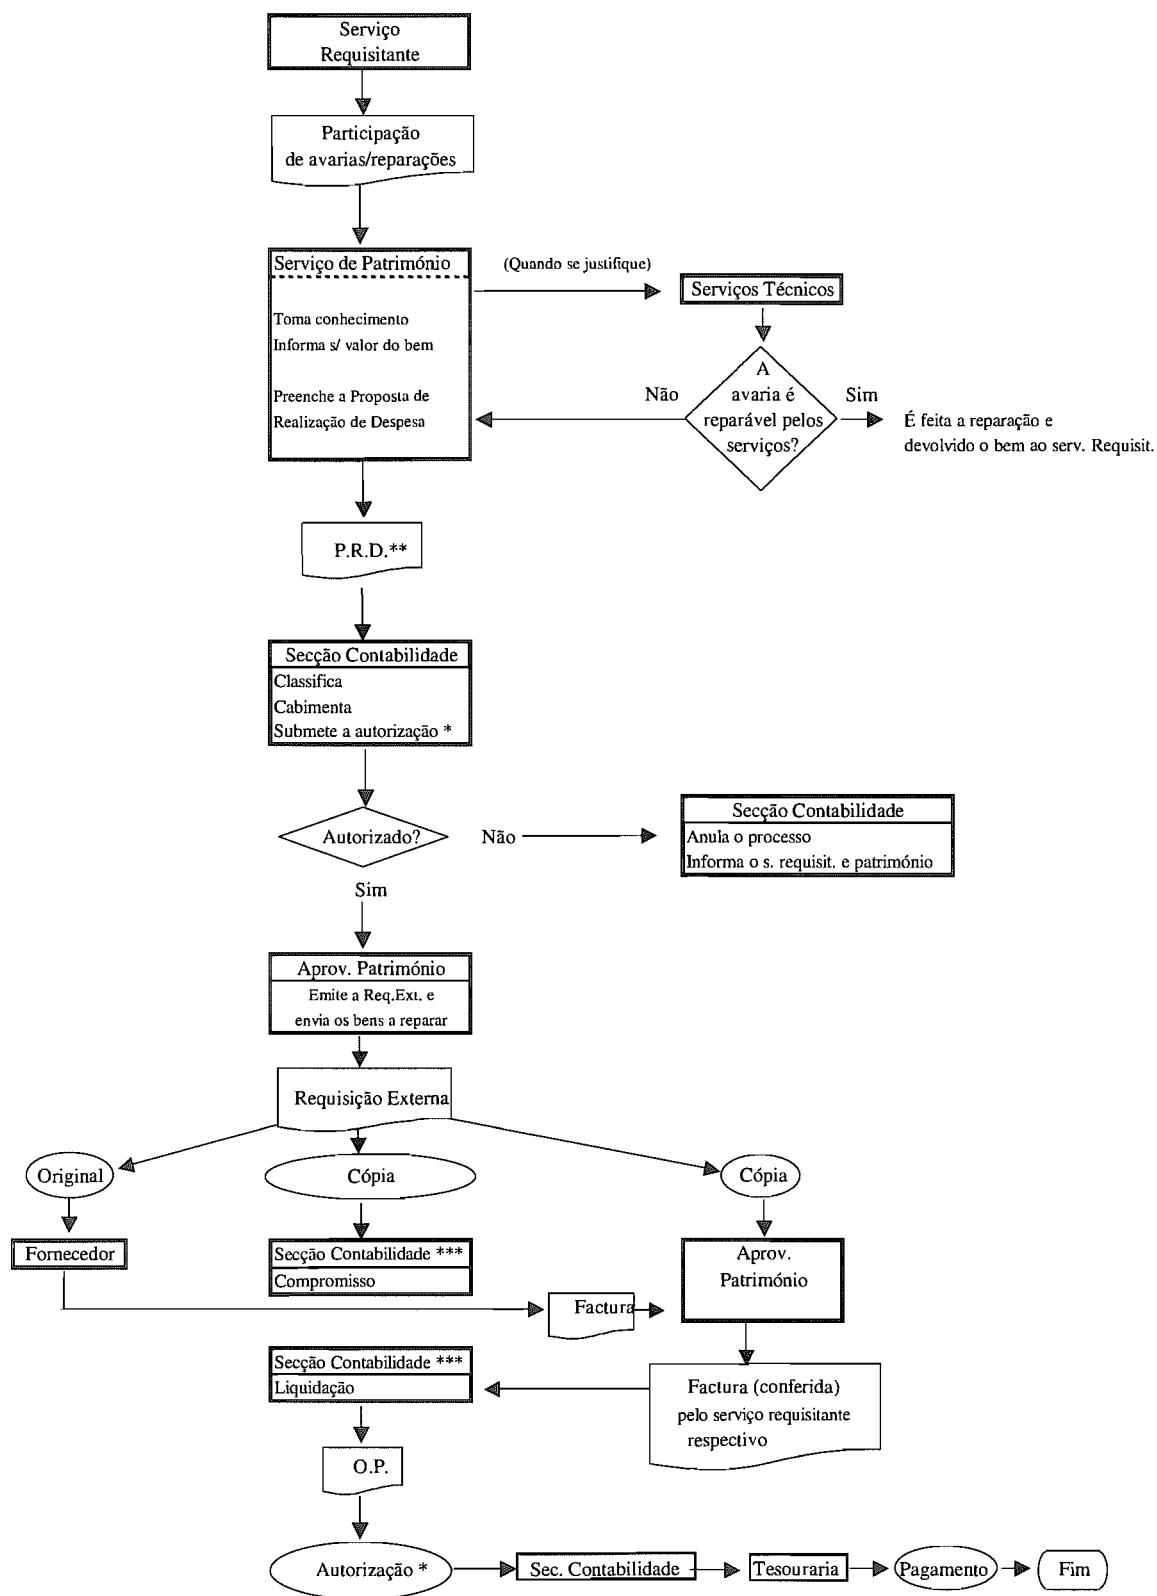 Serviço
Requisitante
Participação
de avarias/reparações
Serviço de Património
(Quando se justifique)
Serviços Técnicos
Toma conhecimento
Informa s/ valor do bem
Preenche a Proposta de
Realização de Despesa
A
avaria é
reparável pelos
serviços?
Não
Sim
É feita a reparação e
devolvido o bem ao serv. Requisit.
P.R.D.**
Secção Contabilidade
Classifica
Cabimenta
Submete a autorização *
Autorizado?
Não
Secção Contabilidade
Anula o processo
Informa o s. requisit. e património
Sim
Aprov. Património
Emite a Req.Ext. e
envia os bens a reparar
Requisição Externa
Original
Cópia
Cópia
Fornecedor
Secção Contabilidade ***
Compromisso
Aprov.
Património
Factura
Secção Contabilidade ***
Liquidação
Factura (conferida)
pelo serviço requisitante
respectivo
O.P.
Autorização *
Sec. Contabilidade
Tesouraria
Pagamento
Fim